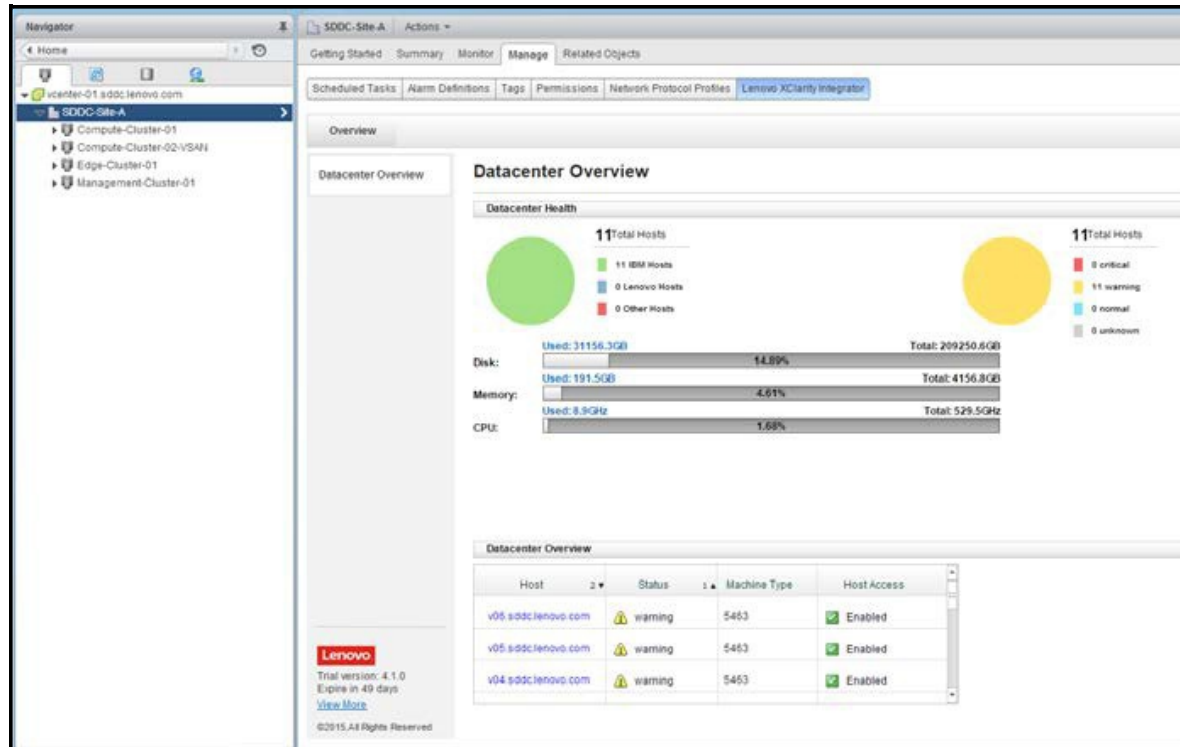 Navigator
Home
vcenter-01.sddc.lenovo.com
SDDC-Site-A
Compute-Cluster-01
Compute-Cluster-02-VSAN
Edge-Cluster-01
Management-Cluster-01
SDDC-Site-A Actions
Getting Started Summary Monitor Manage Related Objects
Scheduled Tasks Alarm Definitions Tags Permissions Network Protocol Profiles Lenovo XClarity Integrator
Overview
Datacenter Overview
Datacenter Overview
Datacenter Health
11 Total Hosts
11 IBM Hosts
0 Lenovo Hosts
0 Other Hosts
11 Total Hosts
0 critical
11 warning
0 normal
0 unknown
Used: 31156.3GB Total: 209250.6GB
Disk: 14.89%
Used: 191.5GB Total: 4156.8GB
Memory: 4.61%
Used: 8.9GHz Total: 529.5GHz
CPU: 1.68%
Datacenter Overview
Host 2 Status 1 Machine Type Host Access
v06.sddc.lenovo.com warning 5463 Enabled
v05.sddc.lenovo.com warning 5463 Enabled
v04.sddc.lenovo.com warning 5463 Enabled
Lenovo
Trial version: 4.1.0
Expire in 49 days
View More
©2015.All Rights Reserved